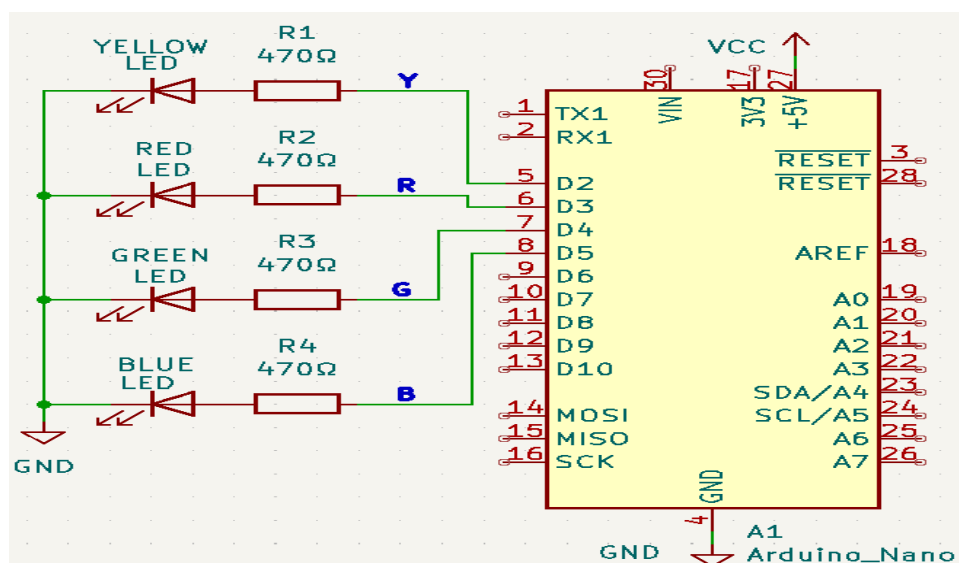 YELLOW
LED
R1
470Ω
Y
RED
LED
R2
470Ω
R
GREEN
LED
R3
470Ω
G
BLUE
LED
R4
470Ω
B
GND
VCC
30
17
27
VIN
3V3
+5V
1 TX1
2 RX1
5 D2
6 D3
7 D4
8 D5
9 D6
10 D7
11 D8
12 D9
13 D10
14 MOSI
15 MISO
16 SCK
RESET 3
RESET 28
AREF 18
A0 19
A1 20
A2 21
A3 22
SDA/A4 23
SCL/A5 24
A6 25
A7 26
GND
4
GND
A1
Arduino_Nano